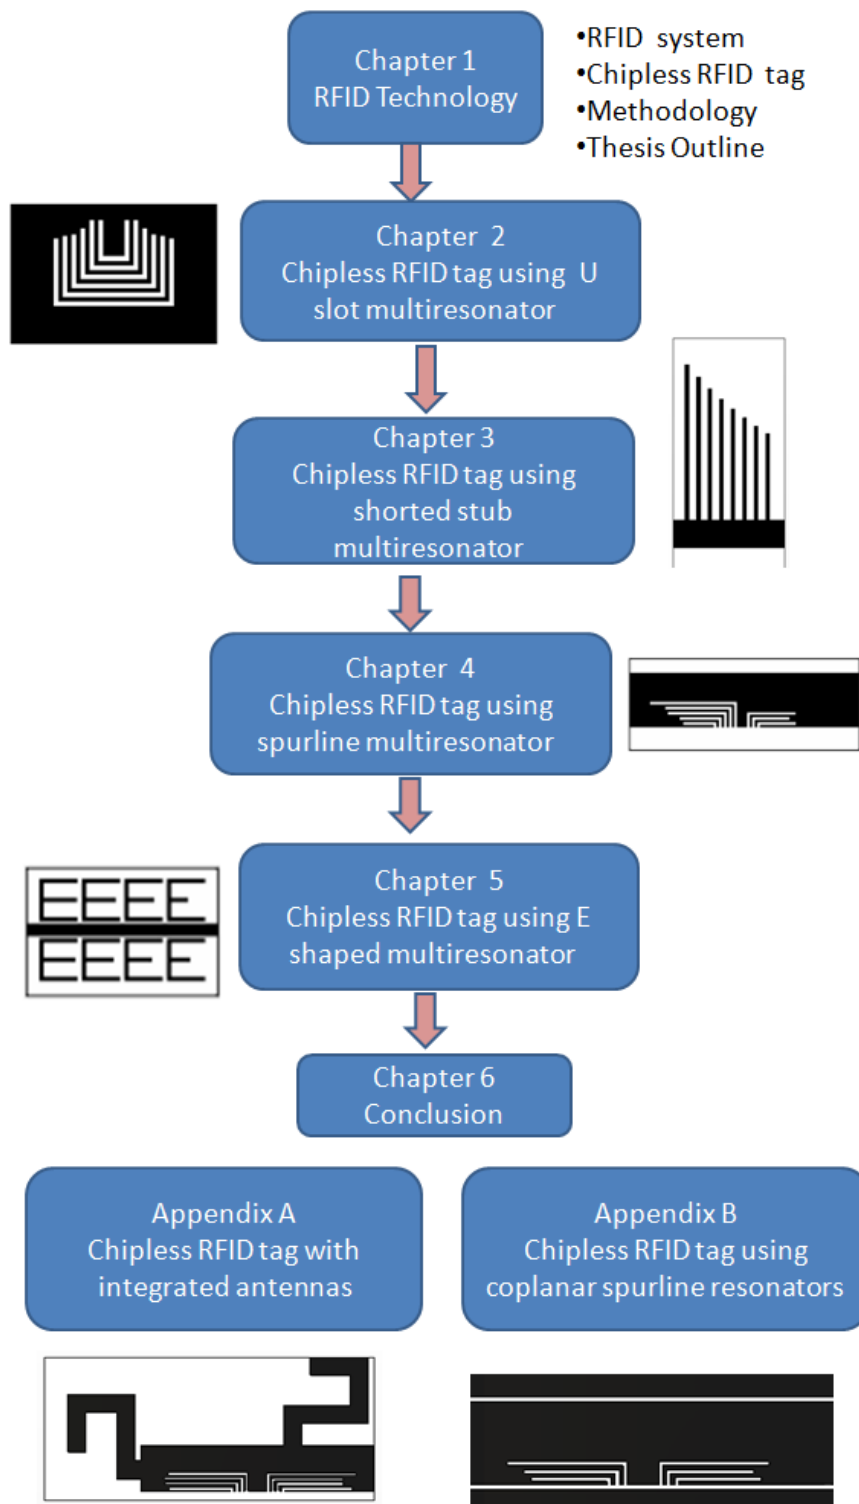 Chapter 1
RFID Technology
•RFID system
•Chipless RFID tag
•Methodology
•Thesis Outline
Chapter 2
Chipless RFID tag using U
slot multiresonator
Chapter 3
Chipless RFID tag using
shorted stub
multiresonator
Chapter 4
Chipless RFID tag using
spurline multiresonator
Chapter 5
Chipless RFID tag using E
shaped multiresonator
Chapter 6
Conclusion
Appendix A
Chipless RFID tag with
integrated antennas
Appendix B
Chipless RFID tag using
coplanar spurline resonators